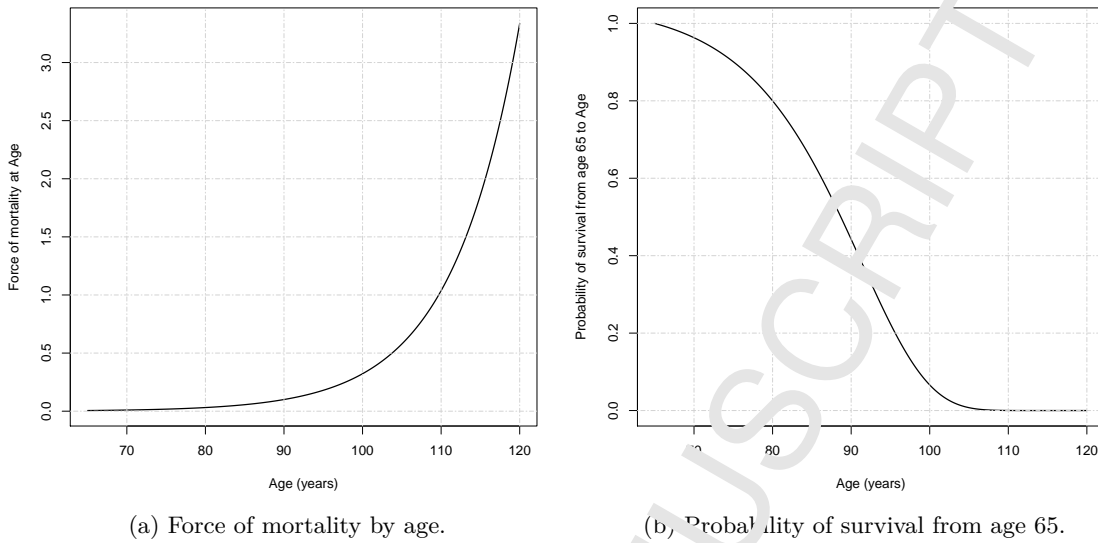 3.0
2.5
2.0
1.5
1.0
0.5
0.0
Force of mortality at Age
70 80 90 100 110 120
Age (years)
(a) Force of mortality by age.
1.0
0.8
0.6
0.4
0.2
0.0
Probability of survival from age 65 to Age
80 90 100 110 120
Age (years)
(b) Probability of survival from age 65.
USCRIPT